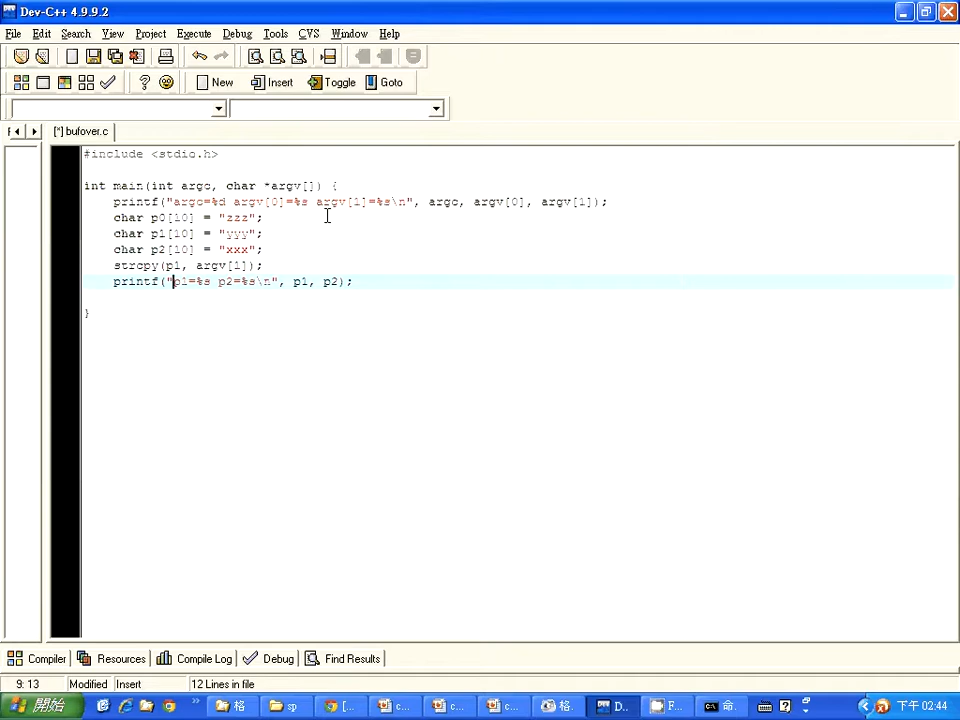 Dev-C++ 4.9.9.2
File Edit Search View Project Execute Debug Tools CVS Window Help
New Insert Toggle Goto
[*] bufover.c
#include <stdio.h>
int main(int argc, char *argv[]) {
printf("argc=%d argv[0]=%s argv[1]=%s\n", argc, argv[0], argv[1]);
char p0[10] = "zzz";
char p1[10] = "yyy";
char p2[10] = "xxx";
strcpy(p1, argv[1]);
printf("p1=%s p2=%s\n", p1, p2);
}
Compiler Resources Compile Log Debug Find Results
9: 13 Modified Insert 12 Lines in file
開始 格 sp [... c... c... c... 格 D... F... 命. 下午 02:44